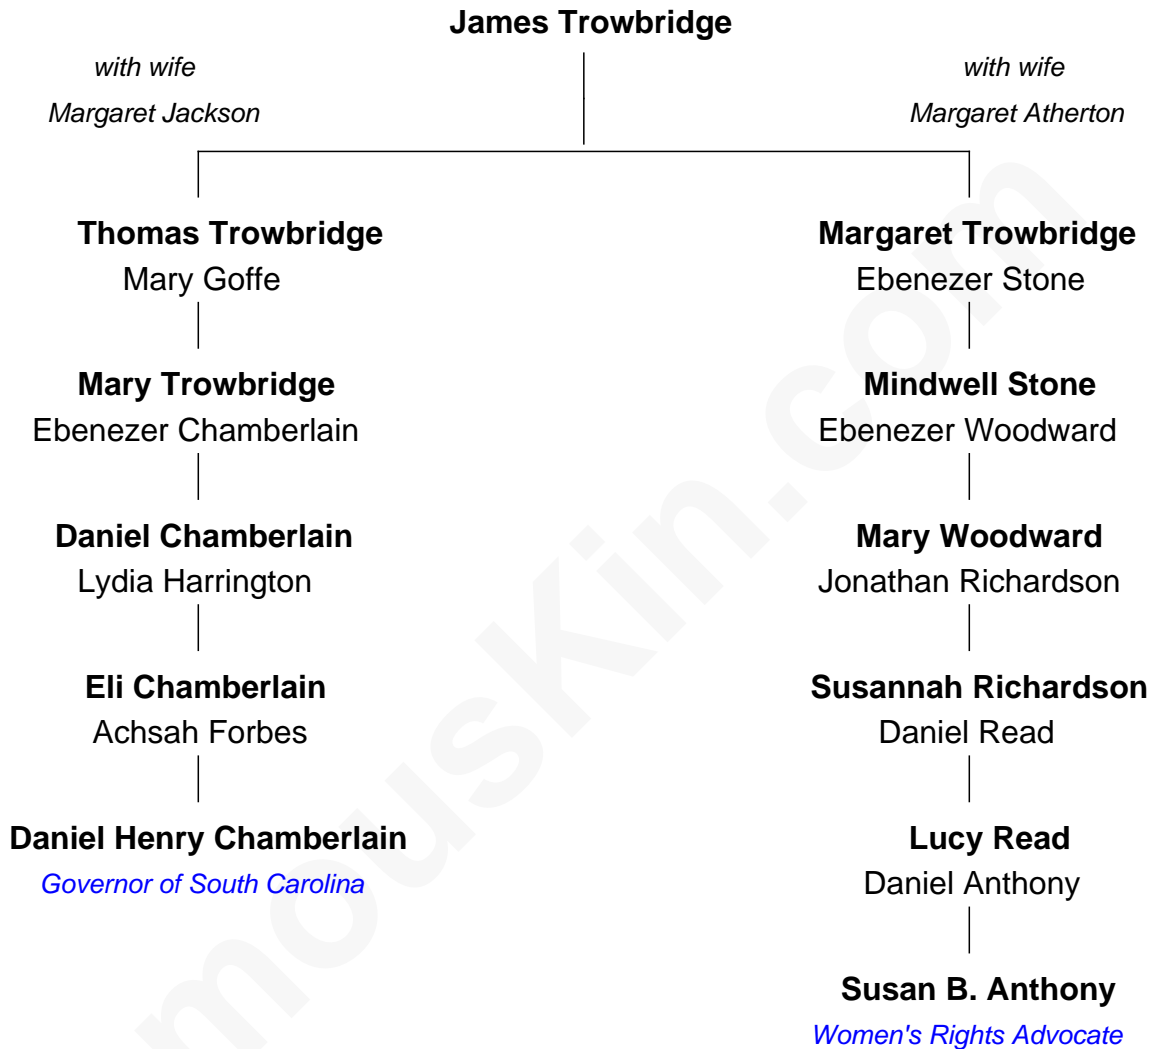 James Trowbridge
with wife
Margaret Jackson
with wife
Margaret Atherton
Thomas Trowbridge
Mary Goffe
Margaret Trowbridge
Ebenezer Stone
Mary Trowbridge
Ebenezer Chamberlain
Mindwell Stone
Ebenezer Woodward
Daniel Chamberlain
Lydia Harrington
Mary Woodward
Jonathan Richardson
Eli Chamberlain
Achsah Forbes
Susannah Richardson
Daniel Read
Daniel Henry Chamberlain
Governor of South Carolina
Lucy Read
Daniel Anthony
Susan B. Anthony
Women's Rights Advocate
mousKin.com